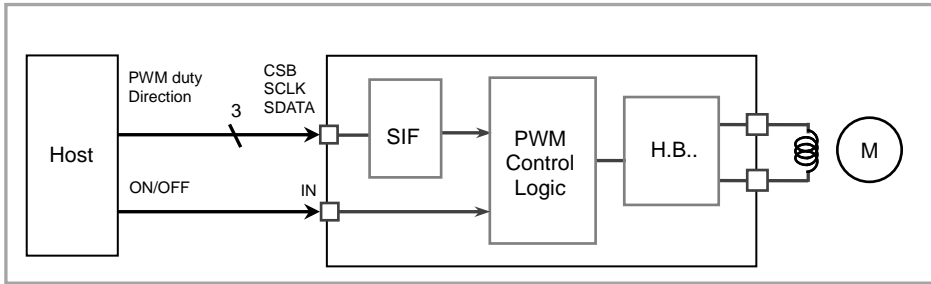 PWM duty
Direction
3
CSB
SCLK
SDATA
Host
SIF
PWM
Control
Logic
H.B..
M
ON/OFF
IN